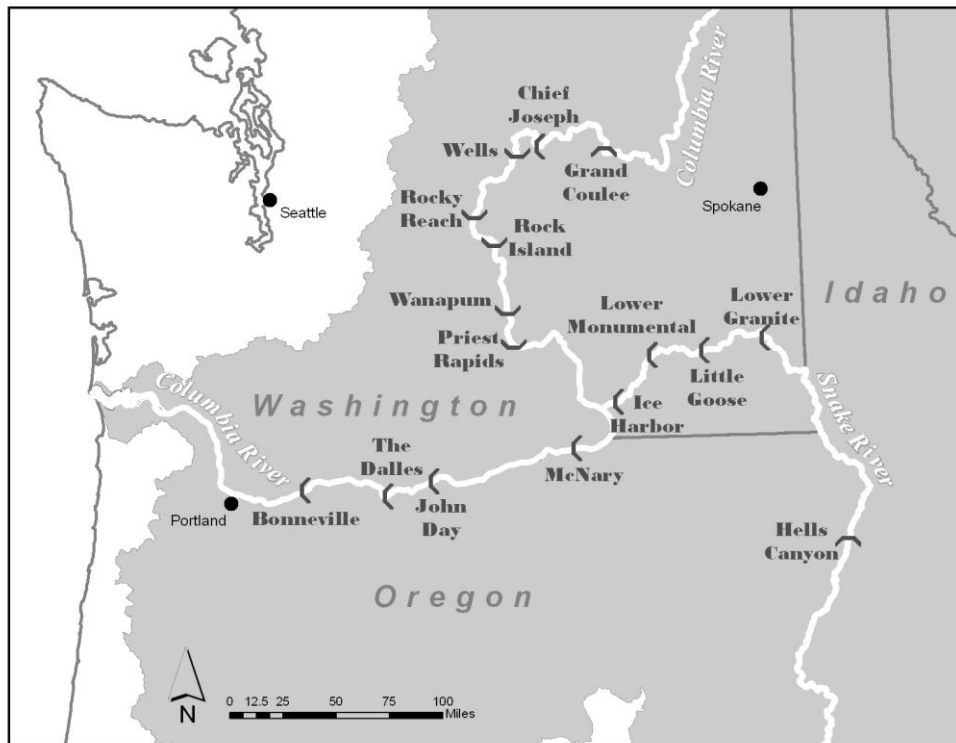 Chief
Joseph
Columbia River
Wells
Grand
Coulee
Spokane
Rocky
Reach
Seattle
Rock
Island
Idaho
Wanapum
Lower
Monumental
Lower
Granite
Priest
Rapids
Little
Goose
Snake River
Columbia River
Washington
Ice
Harbor
The
Dalles
McNary
Portland
Bonneville
John
Day
Hells
Canyon
Oregon
N
0 12.5 25 50 75 100
Miles